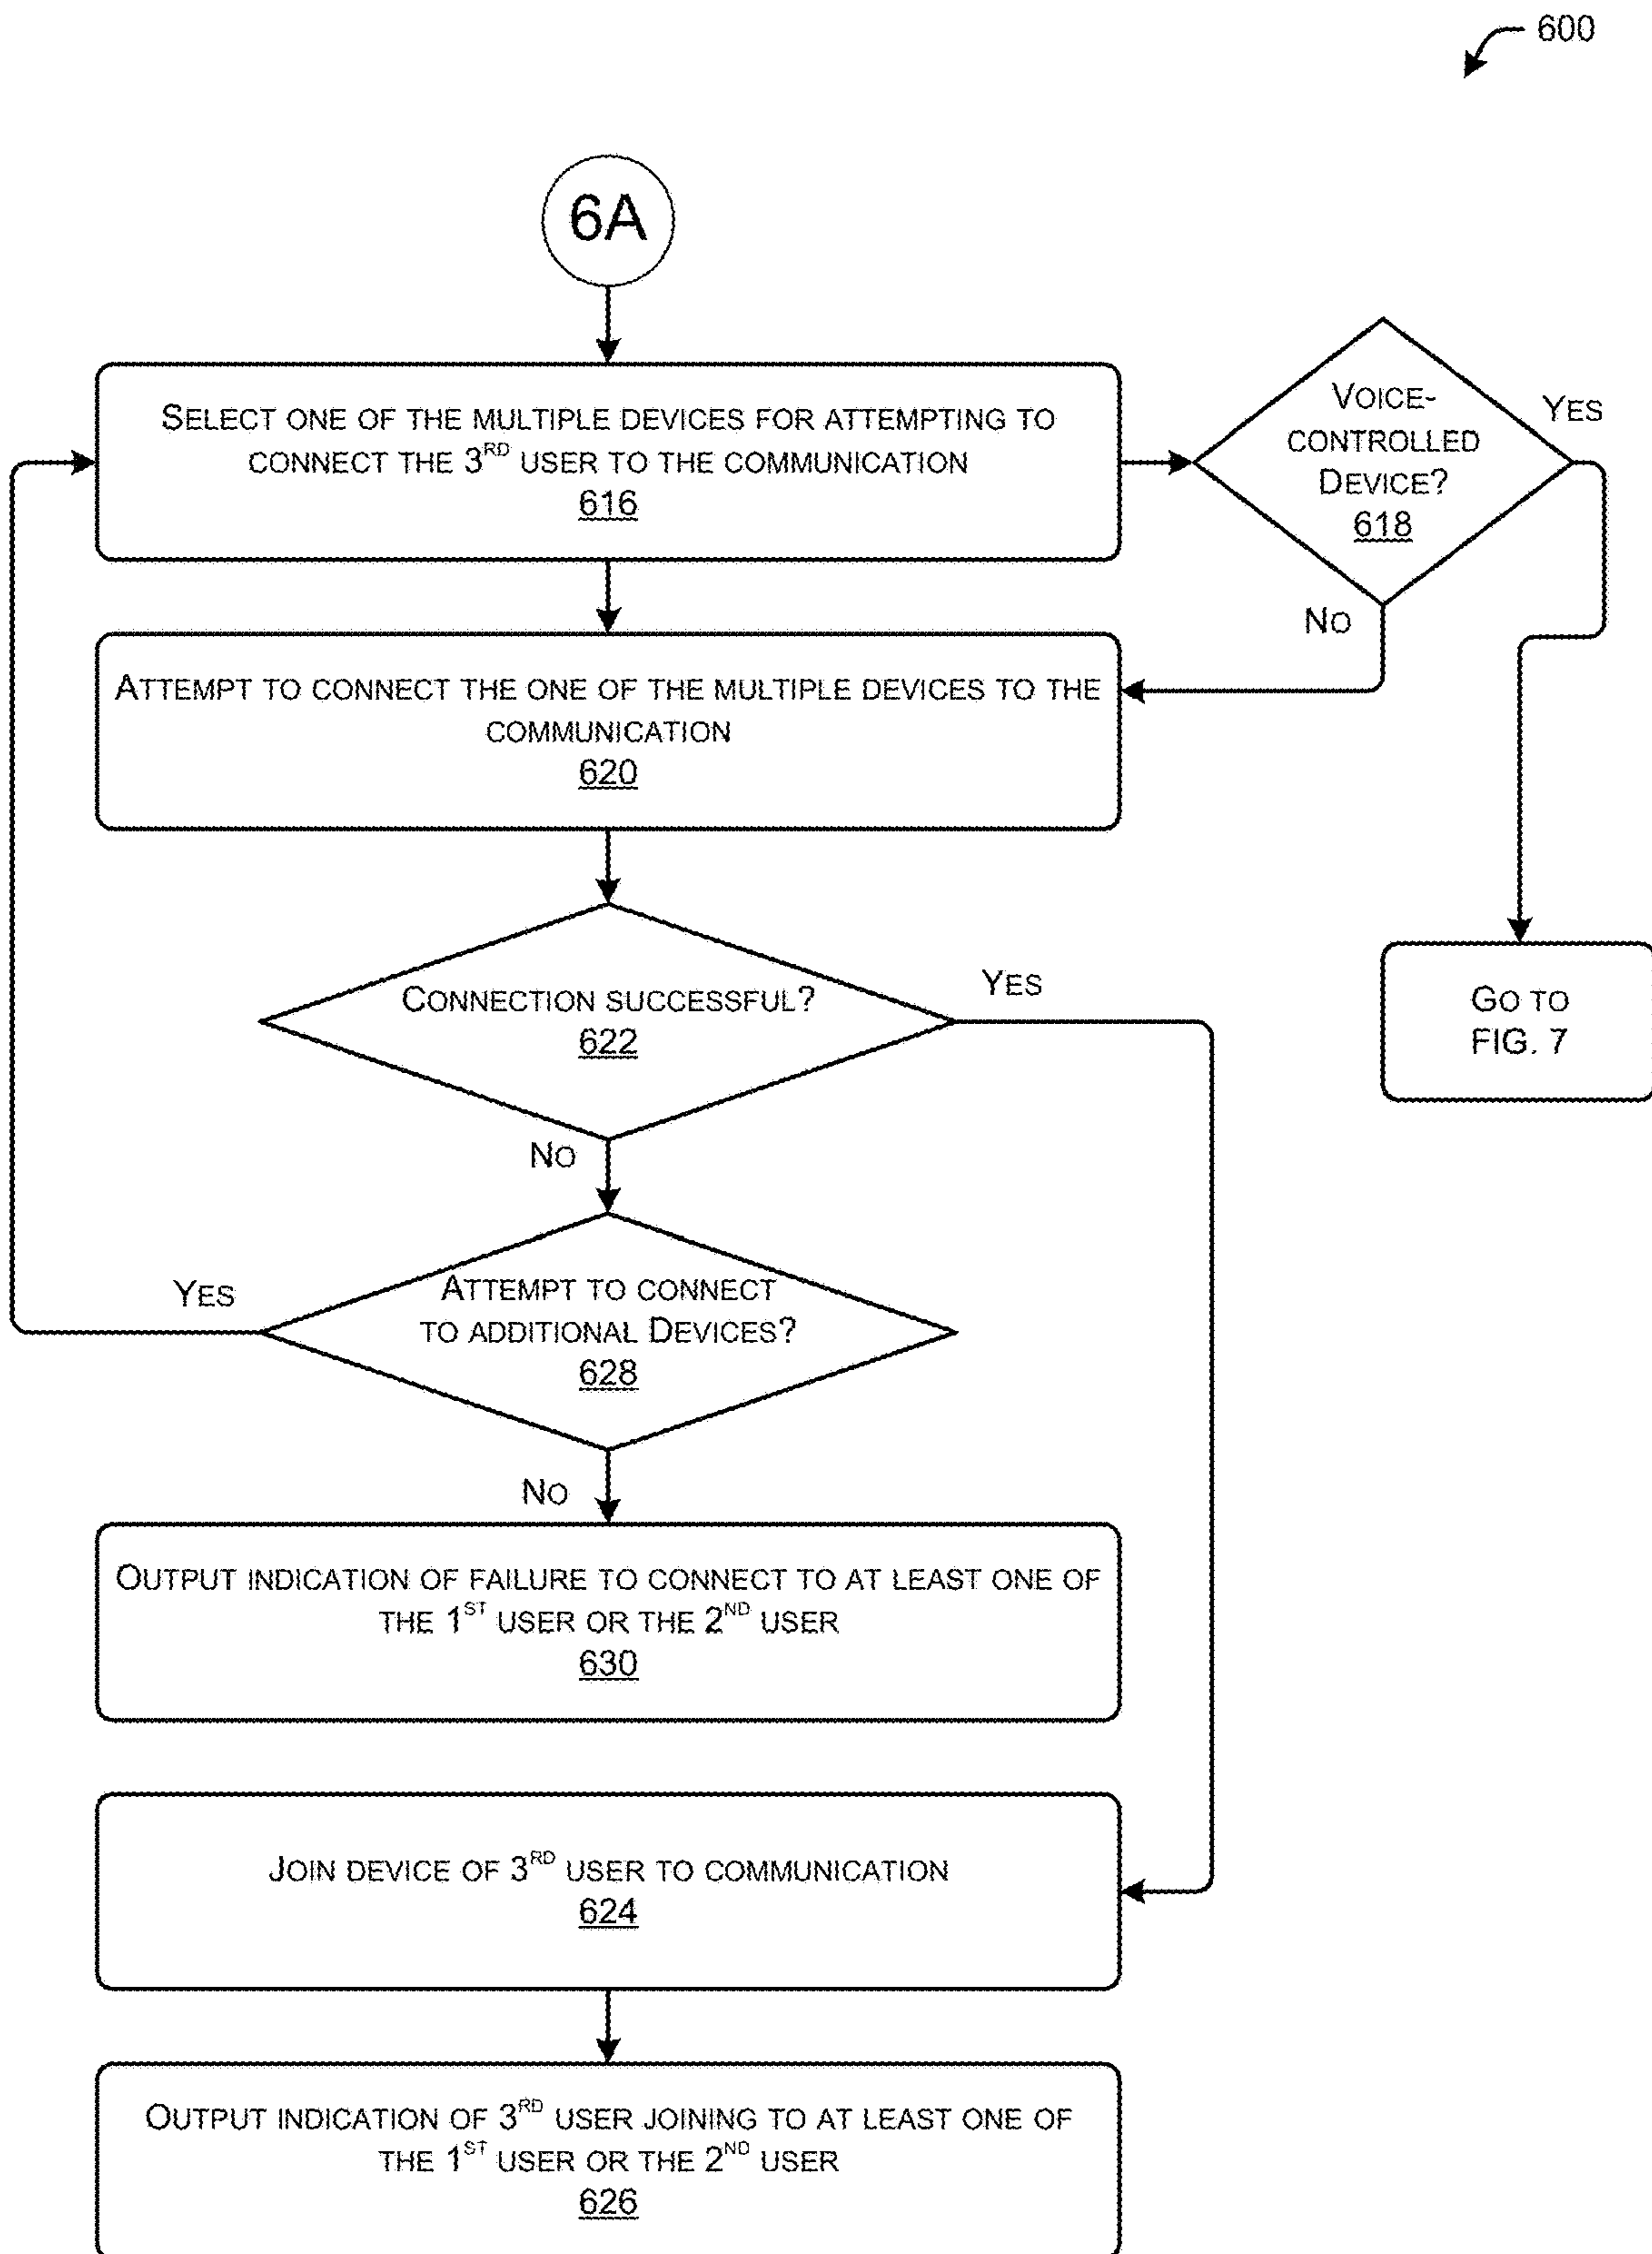 600
6A
SELECT ONE OF THE MULTIPLE DEVICES FOR ATTEMPTING TO
CONNECT THE 3RD USER TO THE COMMUNICATION
616
VOICE-
CONTROLLED
DEVICE?
618
YES
NO
ATTEMPT TO CONNECT THE ONE OF THE MULTIPLE DEVICES TO THE
COMMUNICATION
620
CONNECTION SUCCESSFUL?
622
YES
GO TO
FIG. 7
NO
ATTEMPT TO CONNECT
TO ADDITIONAL DEVICES?
628
YES
NO
OUTPUT INDICATION OF FAILURE TO CONNECT TO AT LEAST ONE OF
THE 1ST USER OR THE 2ND USER
630
JOIN DEVICE OF 3RD USER TO COMMUNICATION
624
OUTPUT INDICATION OF 3RD USER JOINING TO AT LEAST ONE OF
THE 1ST USER OR THE 2ND USER
626